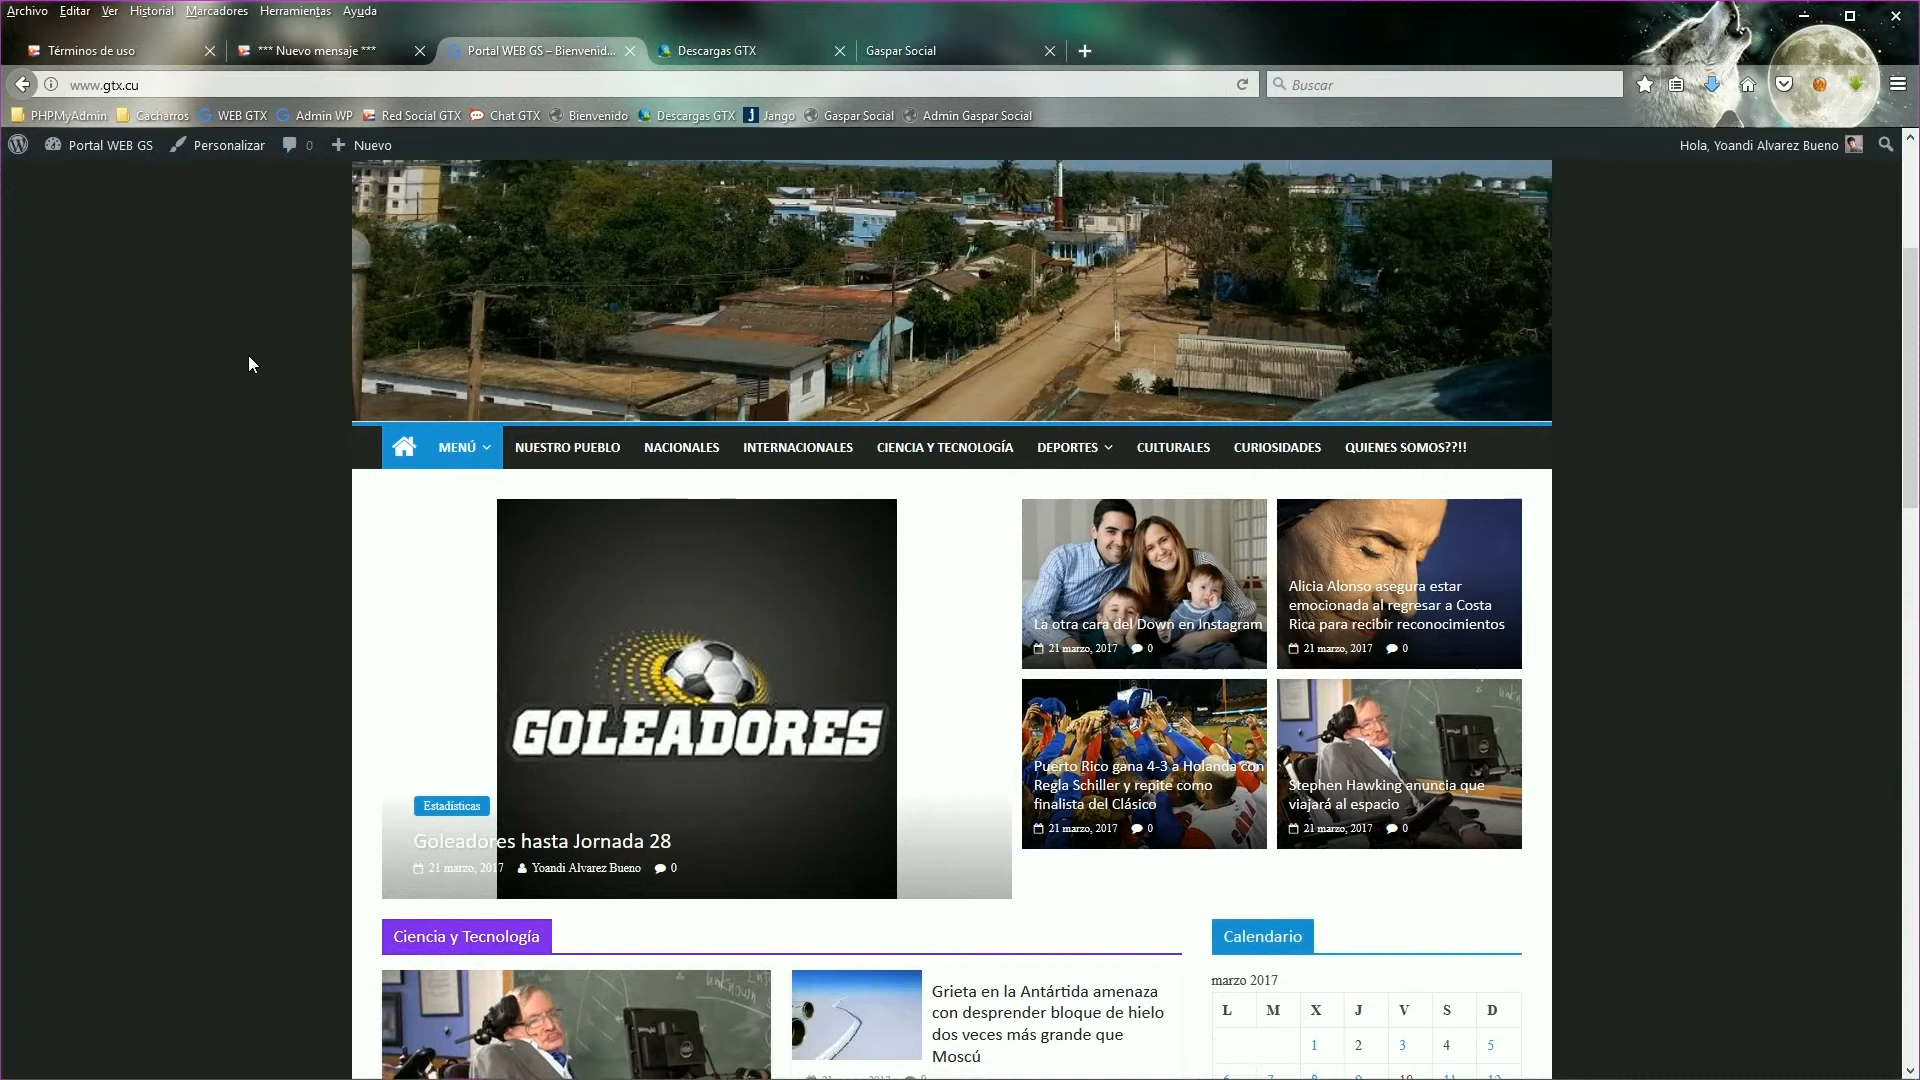 Archivo Editar Ver Historial Marcadores Herramientas Ayuda
Términos de uso
*** Nuevo mensaje ***
Portal WEB GS – Bienvenid...
Descargas GTX
Gaspar Social
www.gtx.cu
Buscar
PHPMyAdmin Cacharros WEB GTX Admin WP Red Social GTX Chat GTX Bienvenido Descargas GTX Jango Gaspar Social Admin Gaspar Social
Portal WEB GS Personalizar 0 Nuevo
Hola, Yoandi Alvarez Bueno
MENÚ NUESTRO PUEBLO NACIONALES INTERNACIONALES CIENCIA Y TECNOLOGÍA DEPORTES CULTURALES CURIOSIDADES QUIENES SOMOS??!!
GOLEADORES
Estadísticas
Goleadores hasta Jornada 28
21 marzo, 2017 Yoandi Alvarez Bueno 0
La otra cara del Down en Instagram
21 marzo, 2017 0
Alicia Alonso asegura estar
emocionada al regresar a Costa
Rica para recibir reconocimientos
21 marzo, 2017 0
Puerto Rico gana 4-3 a Holanda con
Regla Schiller y repite como
finalista del Clásico
21 marzo, 2017 0
Stephen Hawking anuncia que
viajará al espacio
21 marzo, 2017 0
Ciencia y Tecnología
Grieta en la Antártida amenaza
con desprender bloque de hielo
dos veces más grande que
Moscú
Calendario
marzo 2017
L M X J V S D
1 2 3 4 5